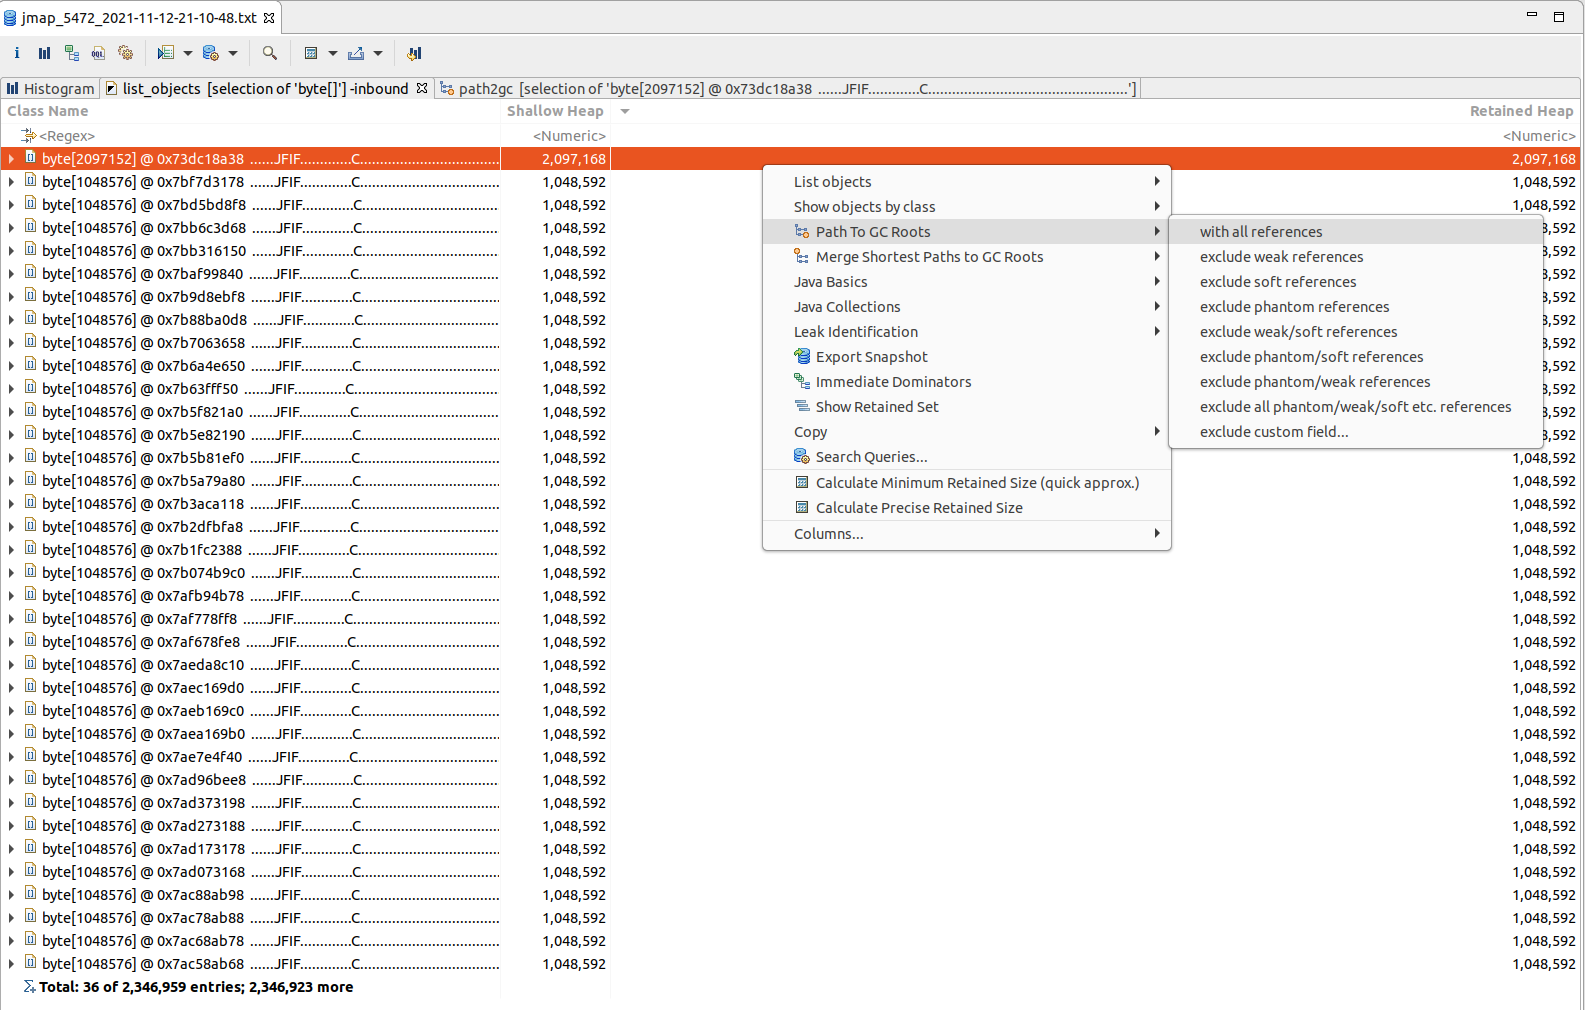 jmap_5472_2021-11-12-21-10-48.txt
Histogram list_objects [selection of 'byte[]'] -inbound path2gc [selection of 'byte[2097152] @ 0x73dc18a38 .......JFIF.............C..................................................']
Class Name Shallow Heap Retained Heap
<Regex> <Numeric> <Numeric>
byte[2097152] @ 0x73dc18a38 .......JFIF.............C................................... 2,097,168 2,097,168
byte[1048576] @ 0x7bf7d3178 .......JFIF.............C................................... 1,048,592 1,048,592
byte[1048576] @ 0x7bd5bd8f8 .......JFIF.............C................................... 1,048,592 8,592
byte[1048576] @ 0x7bb6c3d68 .......JFIF.............C................................... 1,048,592 8,592
byte[1048576] @ 0x7bb316150 .......JFIF.............C................................... 1,048,592 8,592
byte[1048576] @ 0x7baf99840 .......JFIF.............C................................... 1,048,592 8,592
byte[1048576] @ 0x7b9d8ebf8 .......JFIF.............C................................... 1,048,592 8,592
byte[1048576] @ 0x7b88ba0d8 .......JFIF.............C................................... 1,048,592 8,592
byte[1048576] @ 0x7b7063658 .......JFIF.............C................................... 1,048,592 8,592
byte[1048576] @ 0x7b6a4e650 .......JFIF.............C................................... 1,048,592 8,592
byte[1048576] @ 0x7b63fff50 .......JFIF.............C................................... 1,048,592 8,592
byte[1048576] @ 0x7b5f821a0 .......JFIF.............C................................... 1,048,592 8,592
byte[1048576] @ 0x7b5e82190 .......JFIF.............C................................... 1,048,592 8,592
byte[1048576] @ 0x7b5b81ef0 .......JFIF.............C................................... 1,048,592 1,048,592
byte[1048576] @ 0x7b5a79a80 .......JFIF.............C................................... 1,048,592 1,048,592
byte[1048576] @ 0x7b3aca118 .......JFIF.............C................................... 1,048,592 1,048,592
byte[1048576] @ 0x7b2dfbfa8 .......JFIF.............C................................... 1,048,592 1,048,592
byte[1048576] @ 0x7b1fc2388 .......JFIF.............C................................... 1,048,592 1,048,592
byte[1048576] @ 0x7b074b9c0 .......JFIF.............C................................... 1,048,592 1,048,592
byte[1048576] @ 0x7afb94b78 .......JFIF.............C................................... 1,048,592 1,048,592
byte[1048576] @ 0x7af778ff8 .......JFIF.............C................................... 1,048,592 1,048,592
byte[1048576] @ 0x7af678fe8 .......JFIF.............C................................... 1,048,592 1,048,592
byte[1048576] @ 0x7aeda8c10 .......JFIF.............C................................... 1,048,592 1,048,592
byte[1048576] @ 0x7aec169d0 .......JFIF.............C................................... 1,048,592 1,048,592
byte[1048576] @ 0x7aeb169c0 .......JFIF.............C................................... 1,048,592 1,048,592
byte[1048576] @ 0x7aea169b0 .......JFIF.............C................................... 1,048,592 1,048,592
byte[1048576] @ 0x7ae7e4f40 .......JFIF.............C................................... 1,048,592 1,048,592
byte[1048576] @ 0x7ad96bee8 .......JFIF.............C................................... 1,048,592 1,048,592
byte[1048576] @ 0x7ad373198 .......JFIF.............C................................... 1,048,592 1,048,592
byte[1048576] @ 0x7ad273188 .......JFIF.............C................................... 1,048,592 1,048,592
byte[1048576] @ 0x7ad173178 .......JFIF.............C................................... 1,048,592 1,048,592
byte[1048576] @ 0x7ad073168 .......JFIF.............C................................... 1,048,592 1,048,592
byte[1048576] @ 0x7ac88ab98 .......JFIF.............C................................... 1,048,592 1,048,592
byte[1048576] @ 0x7ac78ab88 .......JFIF.............C................................... 1,048,592 1,048,592
byte[1048576] @ 0x7ac68ab78 .......JFIF.............C................................... 1,048,592 1,048,592
byte[1048576] @ 0x7ac58ab68 .......JFIF.............C................................... 1,048,592 1,048,592
Total: 36 of 2,346,959 entries; 2,346,923 more
List objects
Show objects by class
Path To GC Roots
Merge Shortest Paths to GC Roots
Java Basics
Java Collections
Leak Identification
Export Snapshot
Immediate Dominators
Show Retained Set
Copy
Search Queries...
Calculate Minimum Retained Size (quick approx.)
Calculate Precise Retained Size
Columns...
with all references
exclude weak references
exclude soft references
exclude phantom references
exclude weak/soft references
exclude phantom/soft references
exclude phantom/weak references
exclude all phantom/weak/soft etc. references
exclude custom field...